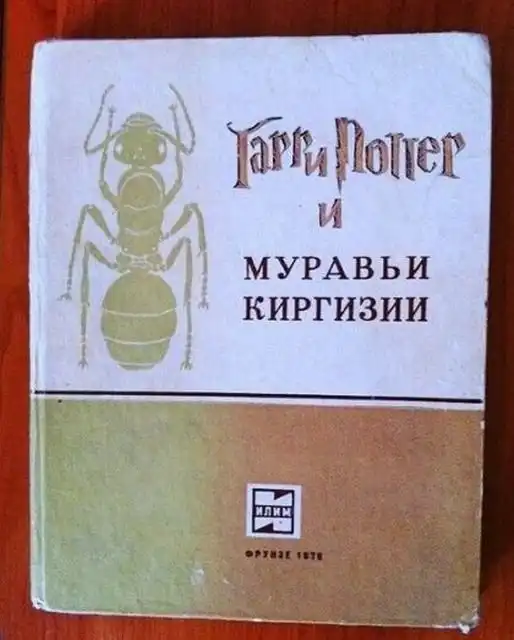 Гарри Поттер
и
МУРАВЬИ
КИРГИЗИИ
ИЛИМ
ФРУНЗЕ 1976